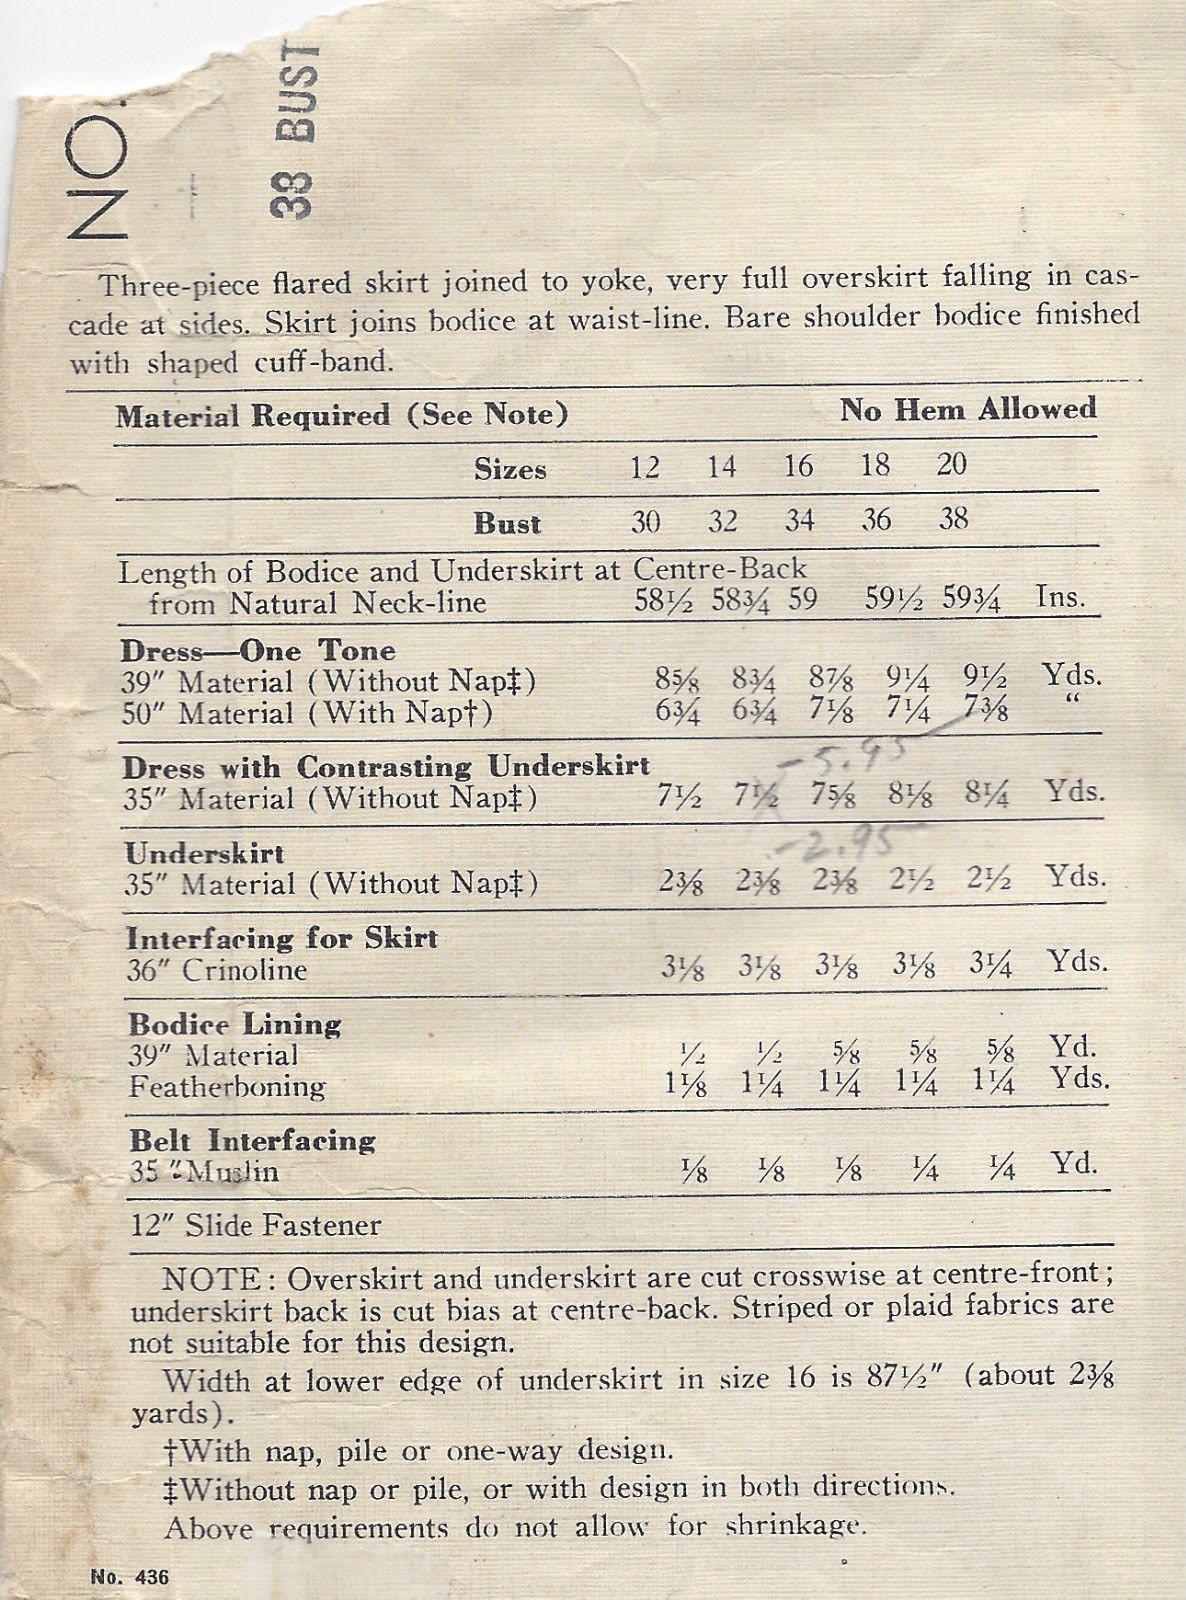 NO.
38 BUST
Three-piece flared skirt joined to yoke, very full overskirt falling in cas-
cade at sides. Skirt joins bodice at waist-line. Bare shoulder bodice finished
with shaped cuff-band.
Material Required (See Note) No Hem Allowed
Sizes 12 14 16 18 20
Bust 30 32 34 36 38
Length of Bodice and Underskirt at Centre-Back
from Natural Neck-line 58½ 58¾ 59 59½ 59¾ Ins.
Dress—One Tone
39″ Material (Without Nap‡) 8⅝ 8¾ 8⅞ 9¼ 9½ Yds.
50″ Material (With Nap†) 6¾ 6¾ 7⅛ 7¼ 7⅜ “
-5.95
Dress with Contrasting Underskirt
35″ Material (Without Nap‡) 7½ 7½ 7⅝ 8⅛ 8¼ Yds.
-2.95
Underskirt
35″ Material (Without Nap‡) 2⅜ 2⅜ 2⅜ 2½ 2½ Yds.
Interfacing for Skirt
36″ Crinoline 3⅛ 3⅛ 3⅛ 3⅛ 3¼ Yds.
Bodice Lining
39″ Material ½ ½ ⅝ ⅝ ⅝ Yd.
Featherboning 1⅛ 1¼ 1¼ 1¼ 1¼ Yds.
Belt Interfacing
35 ″Muslin ⅛ ⅛ ⅛ ¼ ¼ Yd.
12″ Slide Fastener
NOTE: Overskirt and underskirt are cut crosswise at centre-front;
underskirt back is cut bias at centre-back. Striped or plaid fabrics are
not suitable for this design.
Width at lower edge of underskirt in size 16 is 87½″ (about 2⅜
yards).
†With nap, pile or one-way design.
‡Without nap or pile, or with design in both directions.
Above requirements do not allow for shrinkage.
No. 436